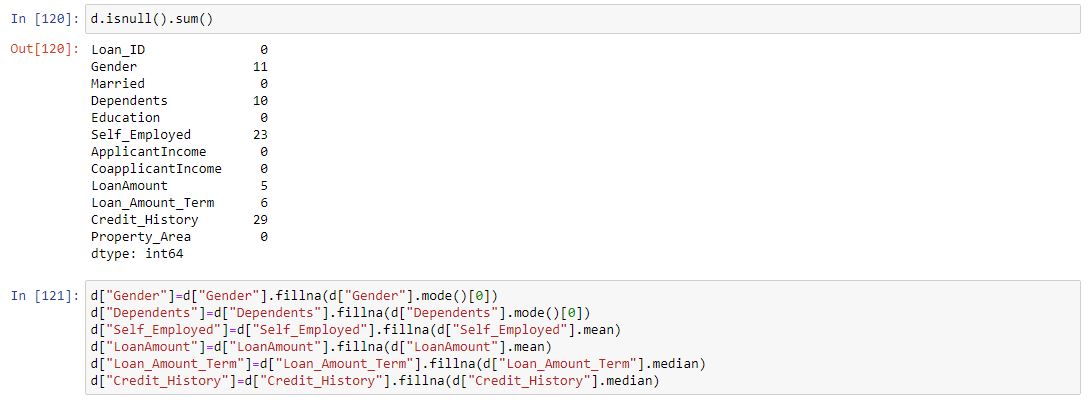 In [120]: d.isnull().sum()
Out[120]: Loan_ID 0
Gender 11
Married 0
Dependents 10
Education 0
Self_Employed 23
ApplicantIncome 0
CoapplicantIncome 0
LoanAmount 5
Loan_Amount_Term 6
Credit_History 29
Property_Area 0
dtype: int64
In [121]: d["Gender"]=d["Gender"].fillna(d["Gender"].mode()[0])
d["Dependents"]=d["Dependents"].fillna(d["Dependents"].mode()[0])
d["Self_Employed"]=d["Self_Employed"].fillna(d["Self_Employed"].mean)
d["LoanAmount"]=d["LoanAmount"].fillna(d["LoanAmount"].mean)
d["Loan_Amount_Term"]=d["Loan_Amount_Term"].fillna(d["Loan_Amount_Term"].median)
d["Credit_History"]=d["Credit_History"].fillna(d["Credit_History"].median)